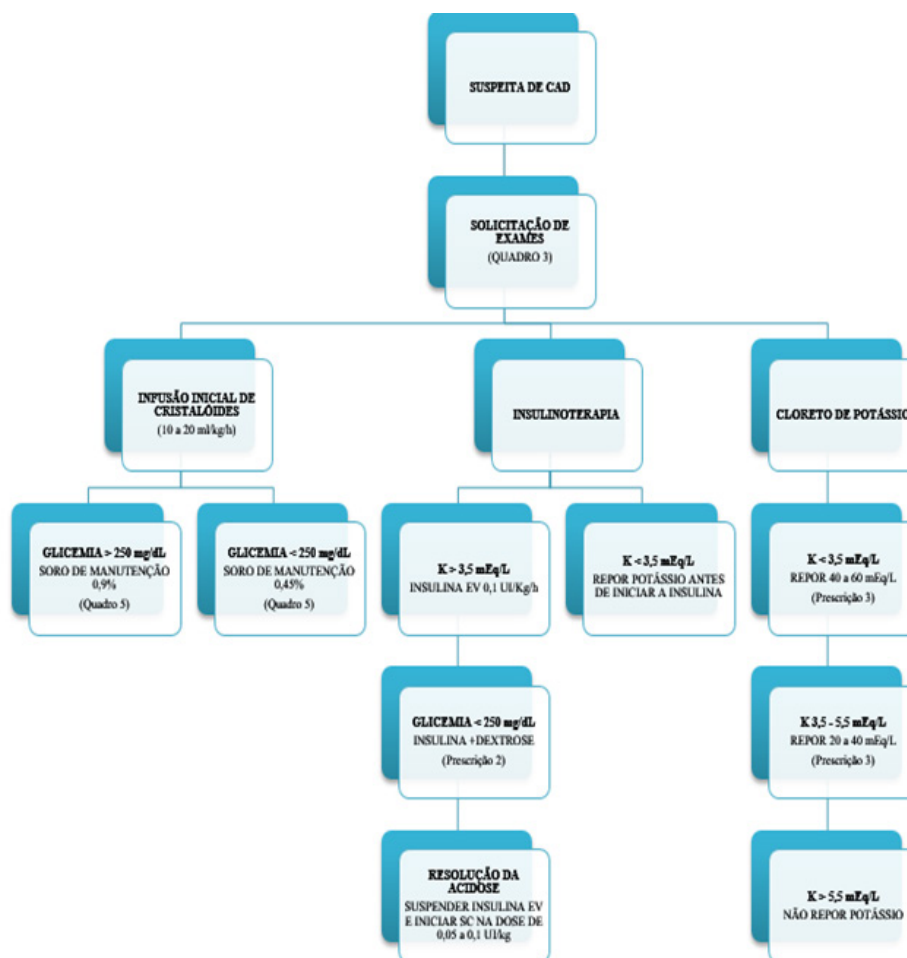 SUSPEITA DE CAD
SOLICITAÇÃO DE
EXAMES
(QUADRO 3)
INFUSÃO INICIAL DE
CRISTALÓIDES
(10 a 20 ml/kg/h)
INSULINOTERAPIA
CLORETO DE POTÁSSIO
GLICEMIA > 250 mg/dL
SORO DE MANUTENÇÃO
0,9%
(Quadro 5)
GLICEMIA < 250 mg/dL
SORO DE MANUTENÇÃO
0,45%
(Quadro 5)
K > 3,5 mEq/L
INSULINA EV 0,1 UI/Kg/h
K < 3,5 mEq/L
REPOR POTÁSSIO ANTES
DE INICIAR A INSULINA
K < 3,5 mEq/L
REPOR 40 a 60 mEq/L
(Prescrição 3)
GLICEMIA < 250 mg/dL
INSULINA +DEXTROSE
(Prescrição 2)
K 3,5 - 5,5 mEq/L
REPOR 20 a 40 mEq/L
(Prescrição 3)
RESOLUÇÃO DA
ACIDOSE
SUSPENDER INSULINA EV
E INICIAR SC NA DOSE DE
0,05 a 0,1 UI/kg
K > 5,5 mEq/L
NÃO REPOR POTÁSSIO